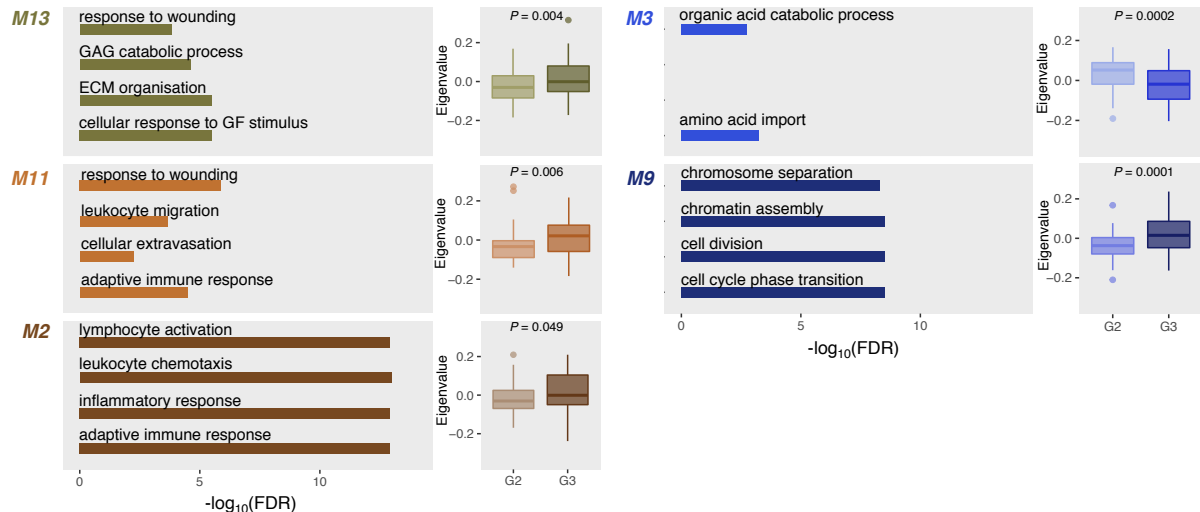 M13
response to wounding
GAG catabolic process
ECM organisation
cellular response to GF stimulus
P = 0.004
Eigenvalue
0.2
0.0
−0.2
M3
organic acid catabolic process
amino acid import
P = 0.0002
Eigenvalue
0.2
0.0
−0.2
M11
response to wounding
leukocyte migration
cellular extravasation
adaptive immune response
P = 0.006
Eigenvalue
0.2
0.0
−0.2
M9
chromosome separation
chromatin assembly
cell division
cell cycle phase transition
0 5 10
-log10(FDR)
P = 0.0001
Eigenvalue
0.2
0.0
−0.2
G2 G3
M2
lymphocyte activation
leukocyte chemotaxis
inflammatory response
adaptive immune response
0 5 10
-log10(FDR)
P = 0.049
Eigenvalue
0.2
0.0
−0.2
G2 G3